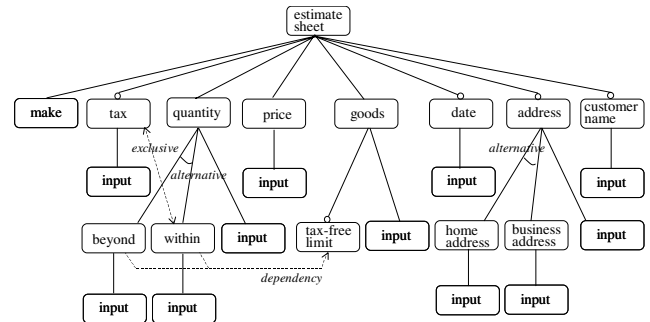 estimate
sheet
make
tax
quantity
price
goods
date
address
customer
name
exclusive
alternative
alternative
input
input
input
input
beyond
within
input
tax-free
limit
input
home
address
business
address
input
dependency
input
input
input
input